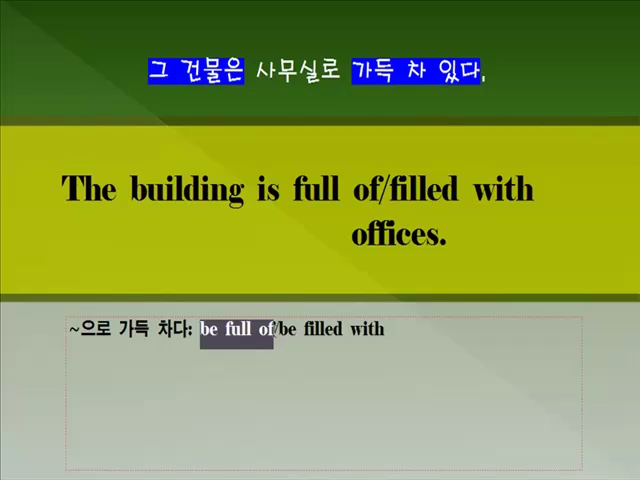 그 건물은 사무실로 가득 차 있다.
The building is full of/filled with
offices.
~으로 가득 차다: be full of/be filled with